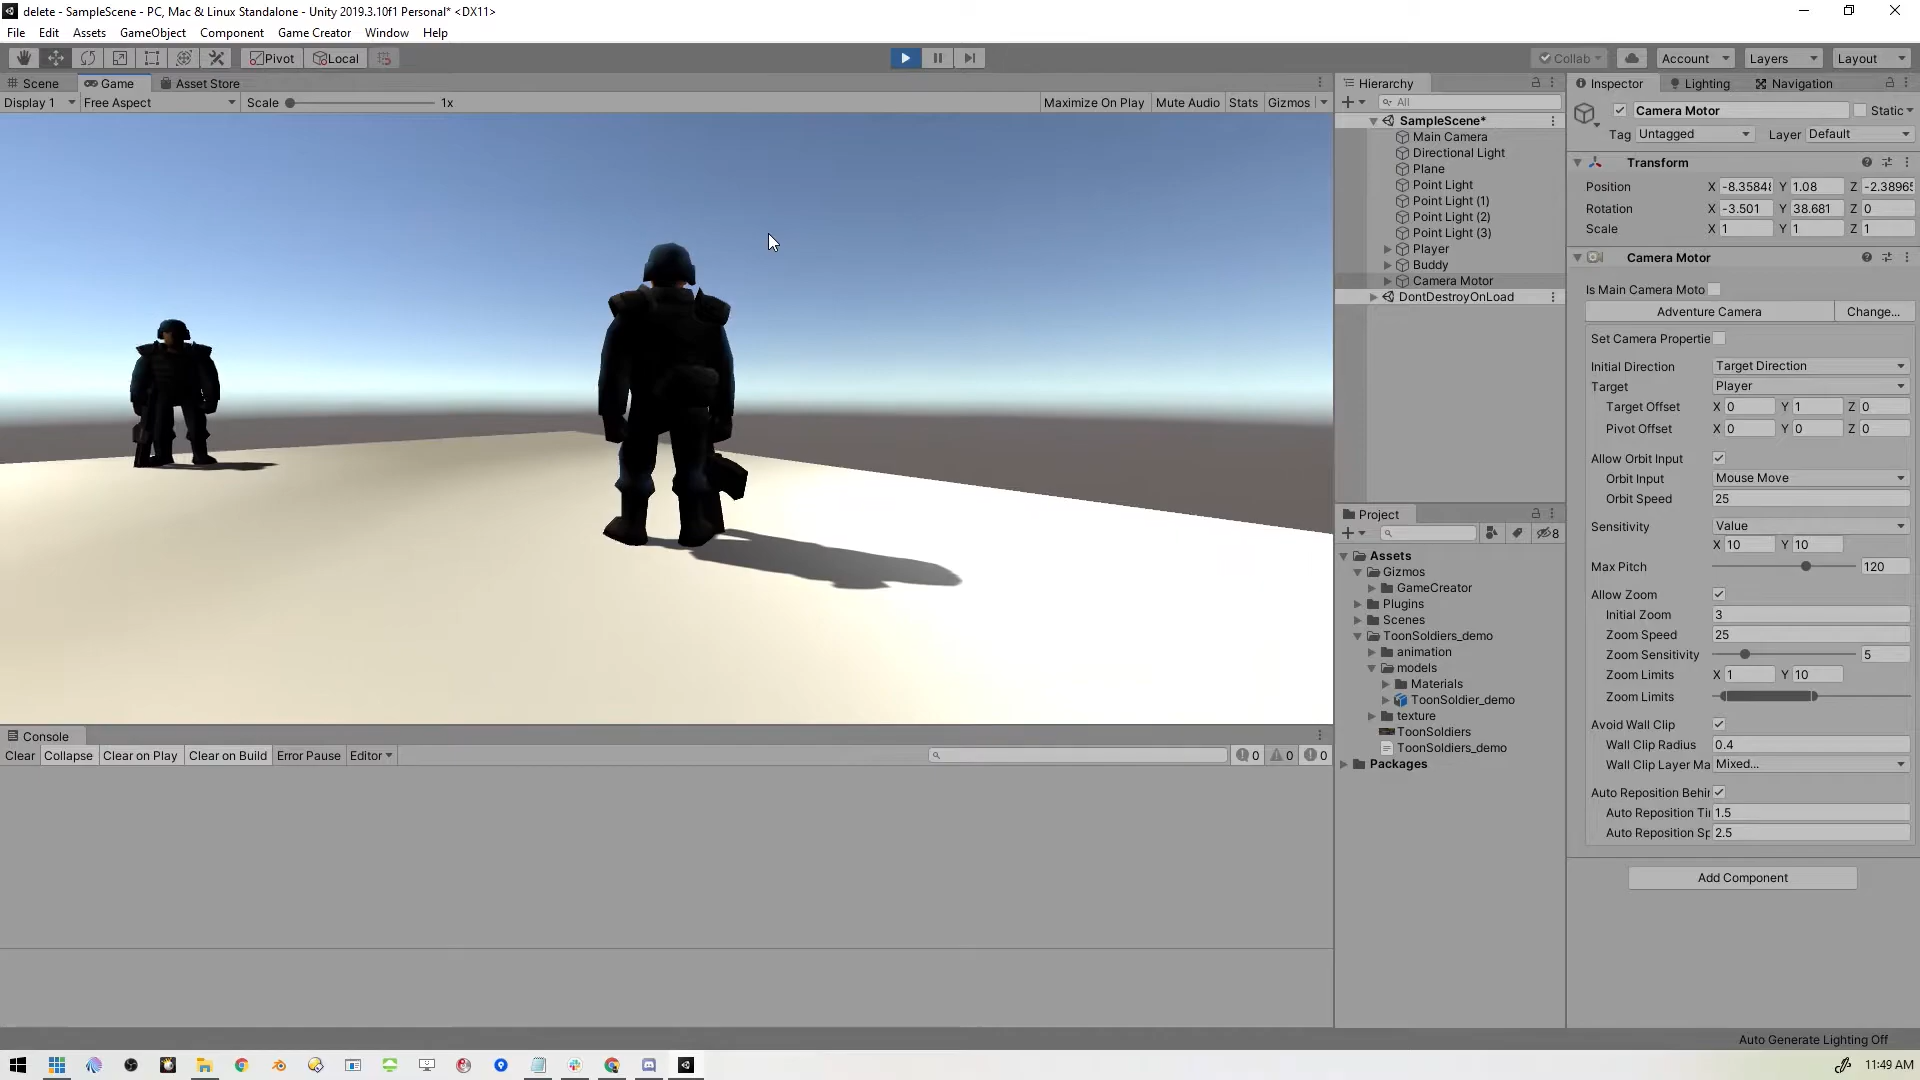 delete - SampleScene - PC, Mac & Linux Standalone - Unity 2019.3.10f1 Personal* <DX11>
File Edit Assets GameObject Component Game Creator Window Help
Pivot Local Collab Account Layers Layout
Scene Game Asset Store
Display 1 Free Aspect Scale 1x Maximize On Play Mute Audio Stats Gizmos
Hierarchy
All
SampleScene*
Main Camera
Directional Light
Plane
Point Light
Point Light (1)
Point Light (2)
Point Light (3)
Player
Buddy
Camera Motor
DontDestroyOnLoad
Project
8
Assets
Gizmos
GameCreator
Plugins
Scenes
ToonSoldiers_demo
animation
models
Materials
ToonSoldier_demo
texture
ToonSoldiers
ToonSoldiers_demo
Packages
Inspector Lighting Navigation
Camera Motor Static
Tag Untagged Layer Default
Transform
Position X -8.3584 Y 1.08 Z -2.3896
Rotation X -3.501 Y 38.681 Z 0
Scale X 1 Y 1 Z 1
Camera Motor
Is Main Camera Moto
Adventure Camera Change...
Set Camera Propertie
Initial Direction Target Direction
Target Player
Target Offset X 0 Y 1 Z 0
Pivot Offset X 0 Y 0 Z 0
Allow Orbit Input
Orbit Input Mouse Move
Orbit Speed 25
Sensitivity Value
X 10 Y 10
Max Pitch 120
Allow Zoom
Initial Zoom 3
Zoom Speed 25
Zoom Sensitivity 5
Zoom Limits X 1 Y 10
Zoom Limits
Avoid Wall Clip
Wall Clip Radius 0.4
Wall Clip Layer Ma Mixed...
Auto Reposition Behi
Auto Reposition Ti 1.5
Auto Reposition Sp 2.5
Add Component
Console
Clear Collapse Clear on Play Clear on Build Error Pause Editor 0 0 0
Auto Generate Lighting Off
11:49 AM